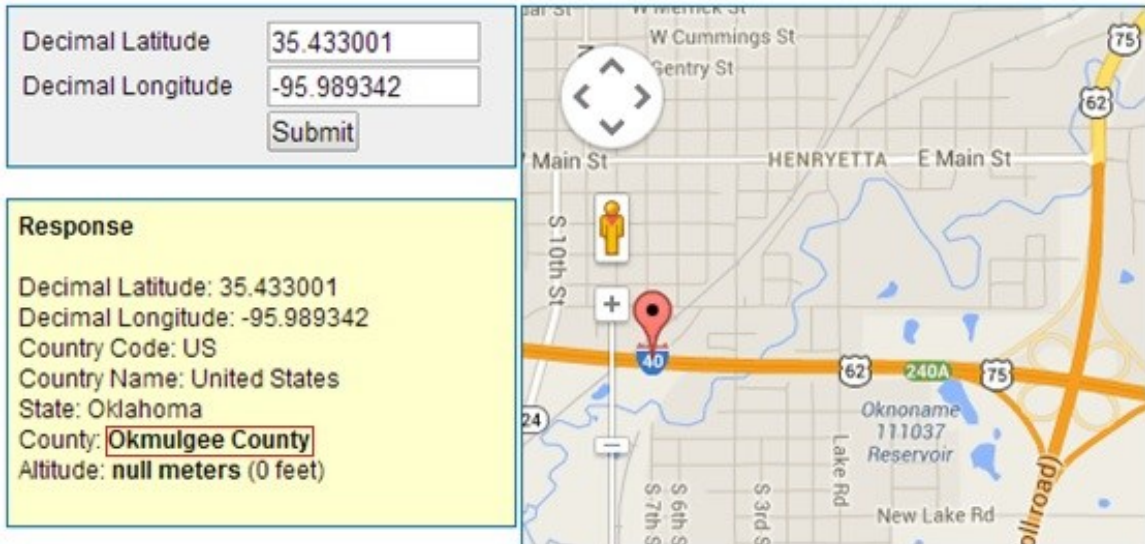 Decimal Latitude 35.433001
Decimal Longitude -95.989342
Submit
Response
Decimal Latitude: 35.433001
Decimal Longitude: -95.989342
Country Code: US
Country Name: United States
State: Oklahoma
County: Okmulgee County
Altitude: null meters (0 feet)
W Merrick St
W Cummings St
Gentry St
75
62
Main St
HENRYETTA
E Main St
S 10th St
+
40
62
240A
75
24
Oknoname
111037
Reservoir
−
Lake Rd
S 7th St
S 6th St
S 3rd S
New Lake Rd
oll road)